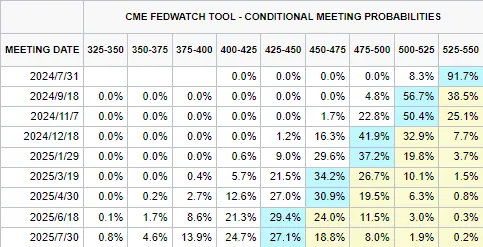 CME FEDWATCH TOOL - CONDITIONAL MEETING PROBABILITIES
MEETING DATE 325-350 350-375 375-400 400-425 425-450 450-475 475-500 500-525 525-550
2024/7/31 0.0% 0.0% 0.0% 0.0% 8.3% 91.7%
2024/9/18 0.0% 0.0% 0.0% 0.0% 0.0% 0.0% 4.8% 56.7% 38.5%
2024/11/7 0.0% 0.0% 0.0% 0.0% 0.0% 1.7% 22.8% 50.4% 25.1%
2024/12/18 0.0% 0.0% 0.0% 0.0% 1.2% 16.3% 41.9% 32.9% 7.7%
2025/1/29 0.0% 0.0% 0.0% 0.6% 9.0% 29.6% 37.2% 19.8% 3.7%
2025/3/19 0.0% 0.0% 0.4% 5.7% 21.5% 34.2% 26.7% 10.1% 1.5%
2025/4/30 0.0% 0.2% 2.7% 12.6% 27.0% 30.9% 19.5% 6.3% 0.8%
2025/6/18 0.1% 1.7% 8.6% 21.3% 29.4% 24.0% 11.5% 3.0% 0.3%
2025/7/30 0.8% 4.6% 13.9% 24.7% 27.1% 18.8% 8.0% 1.9% 0.2%